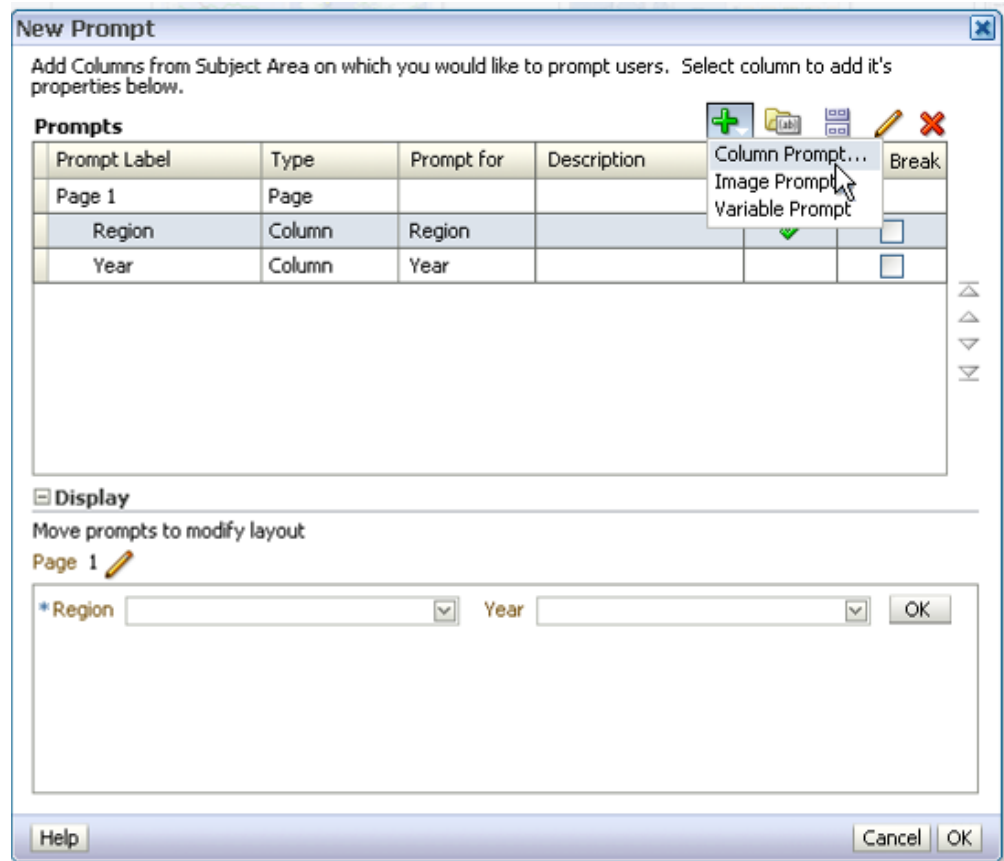 New Prompt
Add Columns from Subject Area on which you would like to prompt users. Select column to add it's
properties below.
Prompts
Prompt Label Type Prompt for Description Break
Column Prompt...
Image Prompt
Variable Prompt
Page 1 Page
Region Column Region
Year Column Year
Display
Move prompts to modify layout
Page 1
*Region Year OK
Help Cancel OK